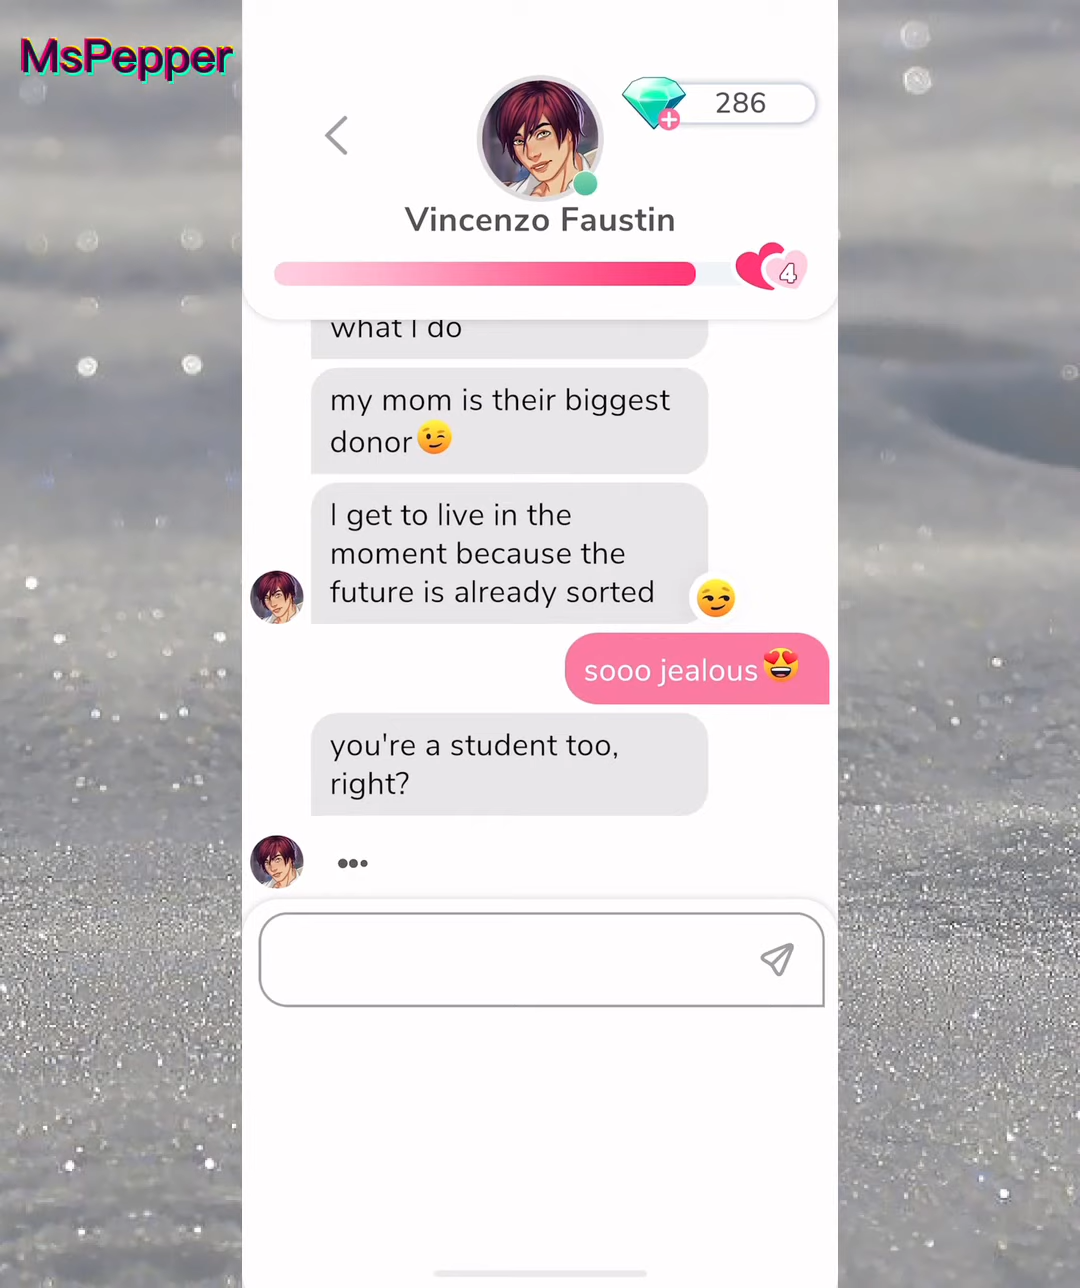 MsPepper
286
Vincenzo Faustin
4
what I do
my mom is their biggest
donor😉
I get to live in the
moment because the
future is already sorted
😏
sooo jealous😍
you're a student too,
right?